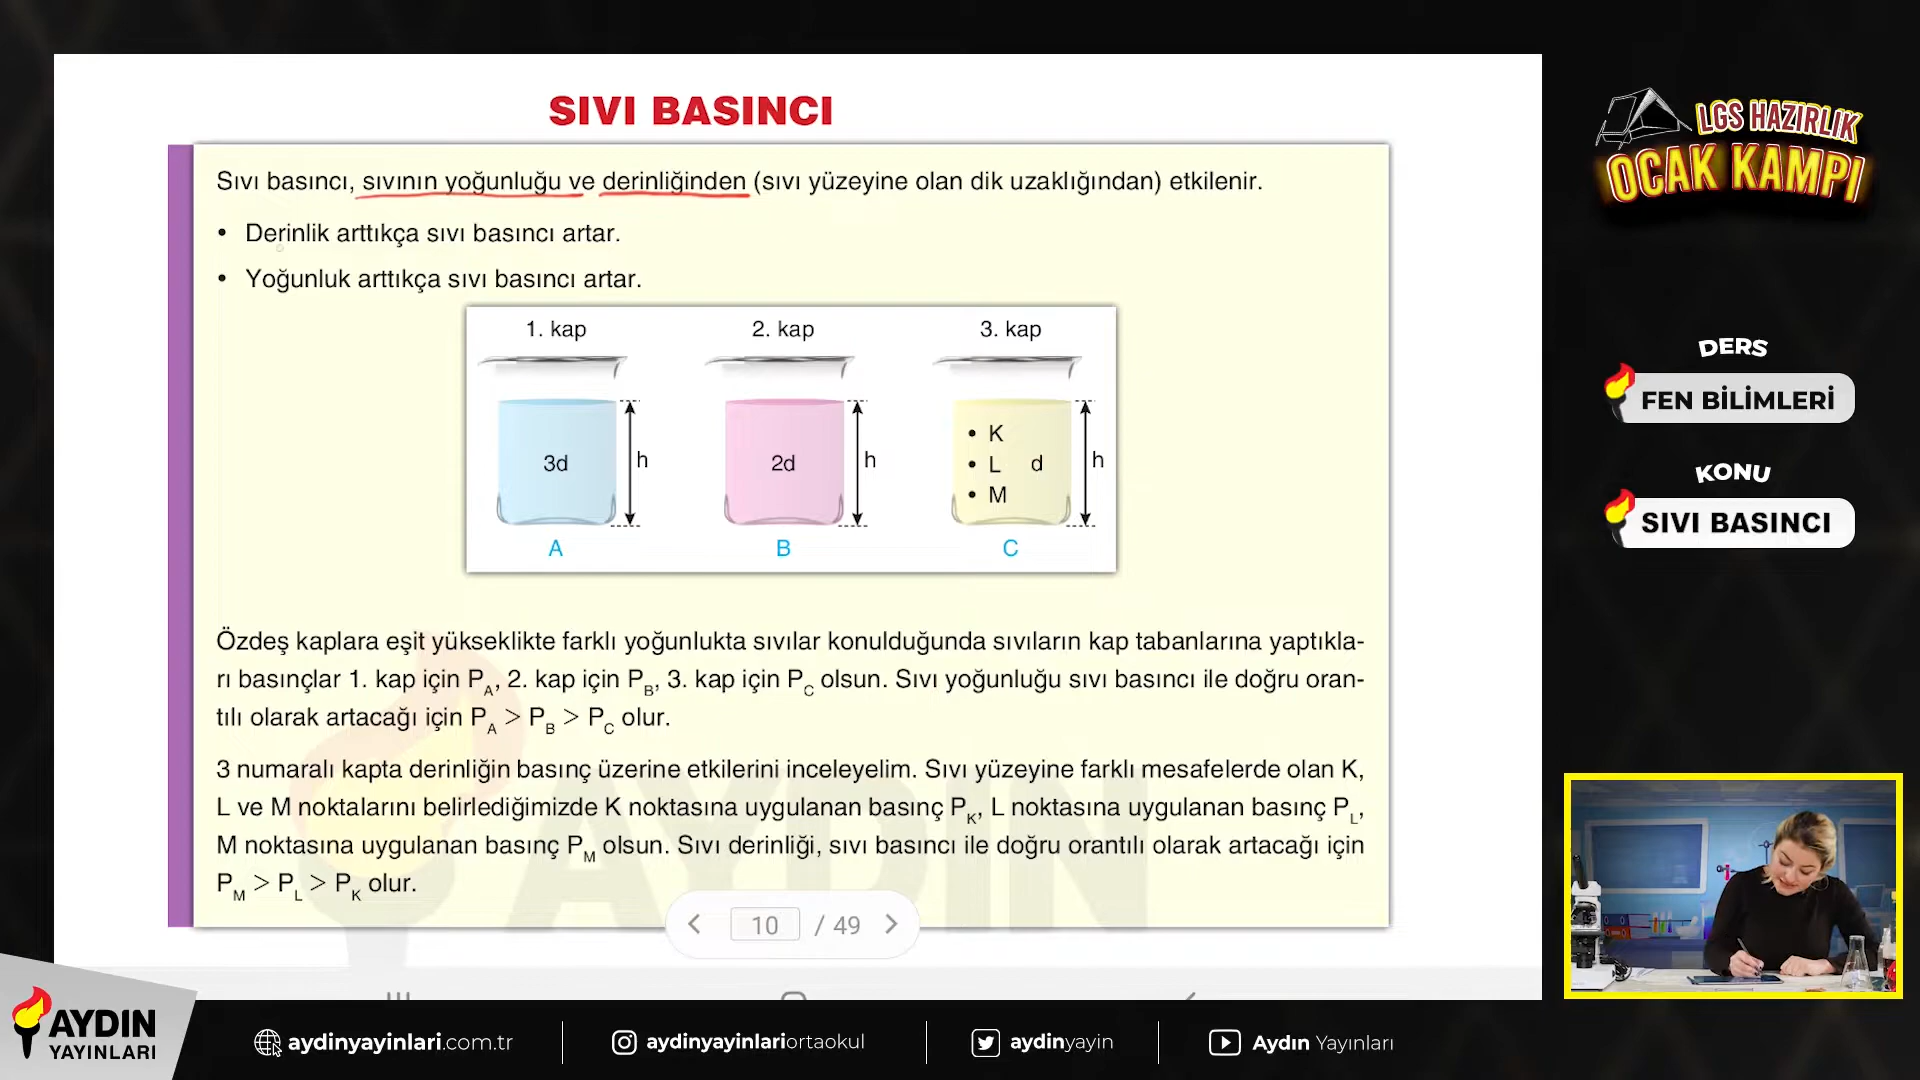 SIVI BASINCI
Sıvı basıncı, sıvının yoğunluğu ve derinliğinden (sıvı yüzeyine olan dik uzaklığından) etkilenir.
• Derinlik arttıkça sıvı basıncı artar.
• Yoğunluk arttıkça sıvı basıncı artar.
1. kap 2. kap 3. kap
3d h 2d h • K
• L d h
• M
A B C
Özdeş kaplara eşit yükseklikte farklı yoğunlukta sıvılar konulduğunda sıvıların kap tabanlarına yaptıkla-
rı basınçlar 1. kap için PA, 2. kap için PB, 3. kap için PC olsun. Sıvı yoğunluğu sıvı basıncı ile doğru oran-
tılı olarak artacağı için PA > PB > PC olur.
3 numaralı kapta derinliğin basınç üzerine etkilerini inceleyelim. Sıvı yüzeyine farklı mesafelerde olan K,
L ve M noktalarını belirlediğimizde K noktasına uygulanan basınç PK, L noktasına uygulanan basınç PL,
M noktasına uygulanan basınç PM olsun. Sıvı derinliği, sıvı basıncı ile doğru orantılı olarak artacağı için
PM > PL > PK olur.
AYDIN
10 / 49
LGS HAZIRLIK
OCAK KAMPI
DERS
FEN BİLİMLERİ
KONU
SIVI BASINCI
AYDIN
YAYINLARI
aydinyayinlari.com.tr
aydinyayinlariortaokul
aydinyayin
Aydın Yayınları